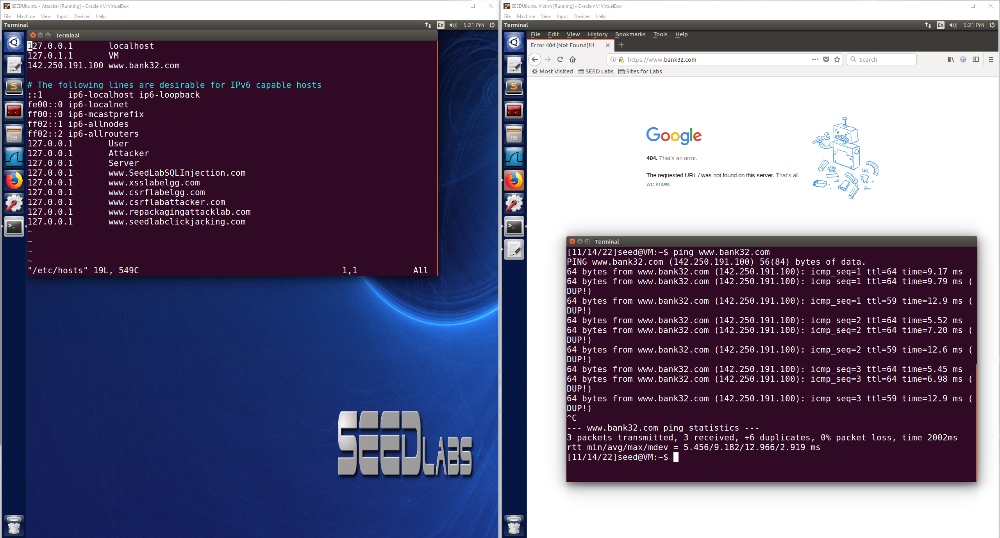 SEEDUbuntu - Attacker [Running] - Oracle VM VirtualBox
File Machine View Input Devices Help
Terminal En 5:21 PM
Terminal
127.0.0.1 localhost
127.0.1.1 VM
142.250.191.100 www.bank32.com
# The following lines are desirable for IPv6 capable hosts
::1 ip6-localhost ip6-loopback
fe00::0 ip6-localnet
ff00::0 ip6-mcastprefix
ff02::1 ip6-allnodes
ff02::2 ip6-allrouters
127.0.0.1 User
127.0.0.1 Attacker
127.0.0.1 Server
127.0.0.1 www.SeedLabSQLInjection.com
127.0.0.1 www.xsslabelgg.com
127.0.0.1 www.csrflabelgg.com
127.0.0.1 www.csrflabattacker.com
127.0.0.1 www.repackagingattacklab.com
127.0.0.1 www.seedlabclickjacking.com
~
~
~
~
"/etc/hosts" 19L, 549C 1,1 All
SEEDLABS
SEEDUbuntu Victim [Running] - Oracle VM VirtualBox
File Machine View Input Devices Help
Terminal En 5:21 PM
File Edit View History Bookmarks Tools Help
Error 404 (Not Found)!!1
https://www.bank32.com Search
Most Visited SEED Labs Sites for Labs
Google
404. That's an error.
The requested URL / was not found on this server. That's all
we know.
Terminal
[11/14/22]seed@VM:~$ ping www.bank32.com
PING www.bank32.com (142.250.191.100) 56(84) bytes of data.
64 bytes from www.bank32.com (142.250.191.100): icmp_seq=1 ttl=64 time=9.17 ms
64 bytes from www.bank32.com (142.250.191.100): icmp_seq=1 ttl=64 time=9.79 ms (
DUP!)
64 bytes from www.bank32.com (142.250.191.100): icmp_seq=1 ttl=59 time=12.9 ms (
DUP!)
64 bytes from www.bank32.com (142.250.191.100): icmp_seq=2 ttl=64 time=5.52 ms
64 bytes from www.bank32.com (142.250.191.100): icmp_seq=2 ttl=64 time=7.20 ms (
DUP!)
64 bytes from www.bank32.com (142.250.191.100): icmp_seq=2 ttl=59 time=12.6 ms (
DUP!)
64 bytes from www.bank32.com (142.250.191.100): icmp_seq=3 ttl=64 time=5.45 ms
64 bytes from www.bank32.com (142.250.191.100): icmp_seq=3 ttl=64 time=6.98 ms (
DUP!)
64 bytes from www.bank32.com (142.250.191.100): icmp_seq=3 ttl=59 time=12.9 ms (
DUP!)
^C
--- www.bank32.com ping statistics ---
3 packets transmitted, 3 received, +6 duplicates, 0% packet loss, time 2002ms
rtt min/avg/max/mdev = 5.456/9.182/12.966/2.919 ms
[11/14/22]seed@VM:~$